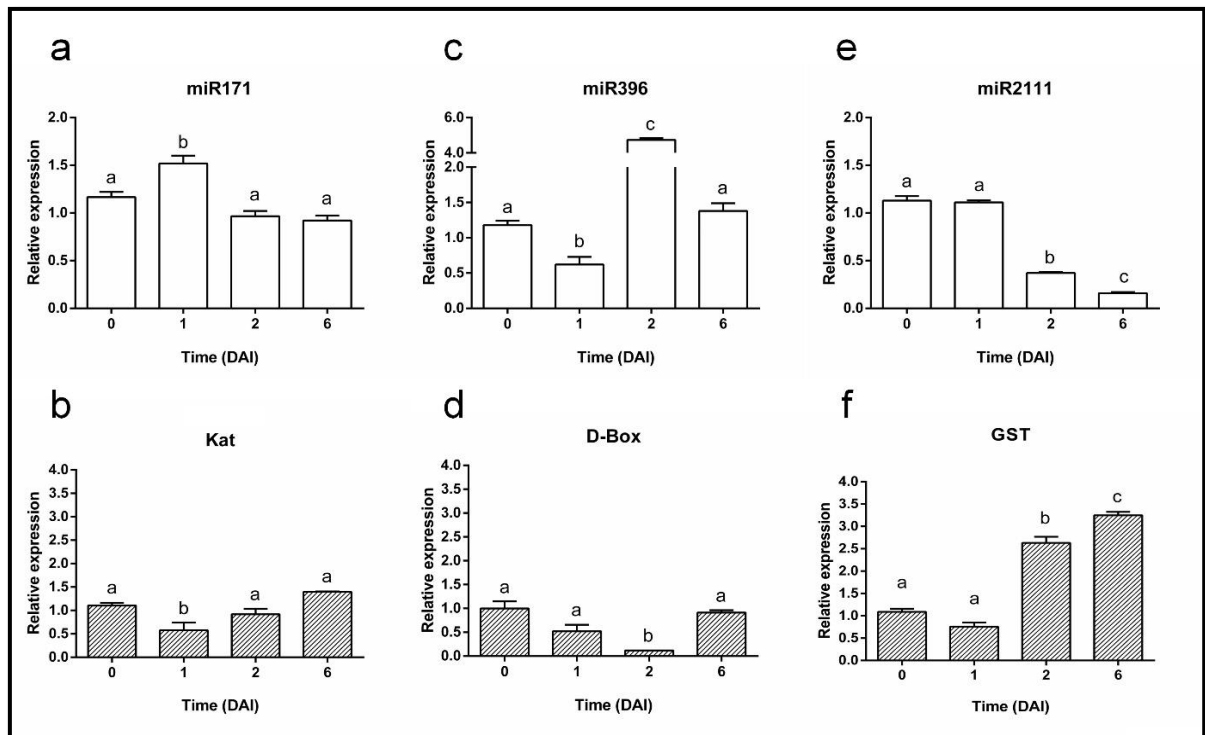 a
miR171
Relative expression
2.0
1.5
1.0
0.5
0.0
a
b
a
a
0 1 2 6
Time (DAI)
c
miR396
Relative expression
6.0
4.0
2.0
1.5
1.0
0.5
0.0
a
b
c
a
0 1 2 6
Time (DAI)
e
miR2111
Relative expression
2.0
1.5
1.0
0.5
0.0
a
a
b
c
0 1 2 6
Time (DAI)
b
Kat
Relative expression
4.0
3.5
3.0
2.5
2.0
1.5
1.0
0.5
0.0
a
b
a
a
0 1 2 6
Time (DAI)
d
D-Box
Relative expression
4.0
3.5
3.0
2.5
2.0
1.5
1.0
0.5
0.0
a
a
b
a
0 1 2 6
Time (DAI)
f
GST
Relative expression
4.0
3.5
3.0
2.5
2.0
1.5
1.0
0.5
0.0
a
a
b
c
0 1 2 6
Time (DAI)